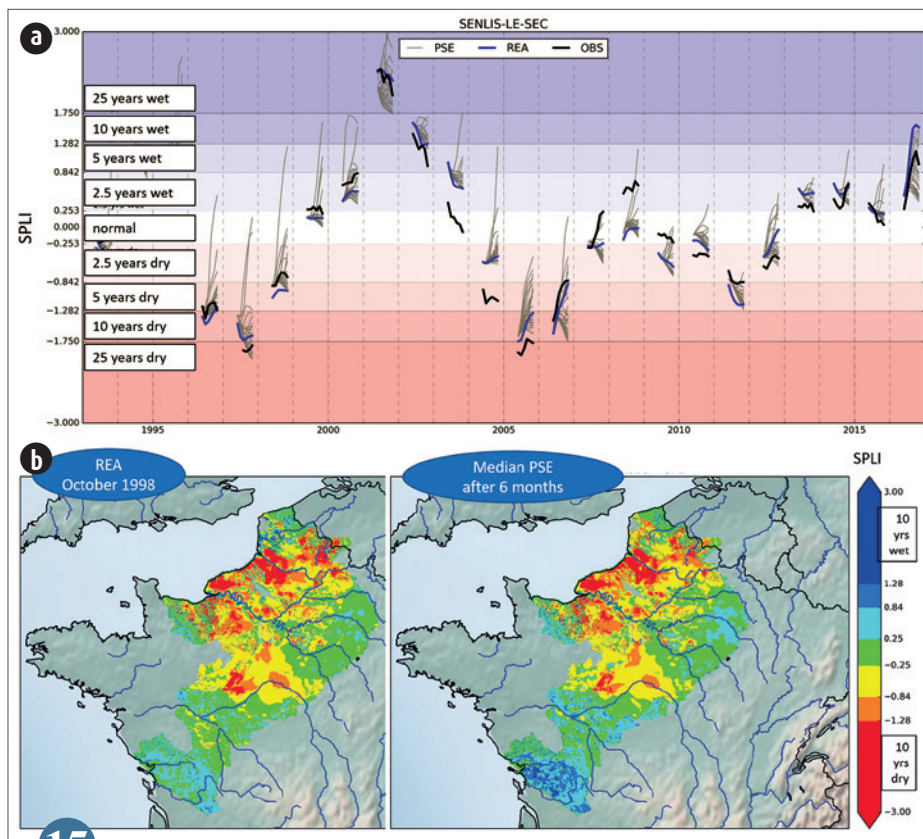 a
SENLIS-LE-SEC
PSE REA OBS
SPLI
3.000
25 years wet
1.750
10 years wet
1.282
5 years wet
0.842
2.5 years wet
0.253
0.000
normal
−0.253
2.5 years dry
−0.842
5 years dry
−1.282
10 years dry
−1.750
25 years dry
−3.000
1995 2000 2005 2010 2015
b
REA
October 1998
Median PSE
after 6 months
SPLI
3.00
10
yrs
wet
1.28
0.84
0.25
−0.25
−0.84
−1.28
10
yrs
dry
−3.00